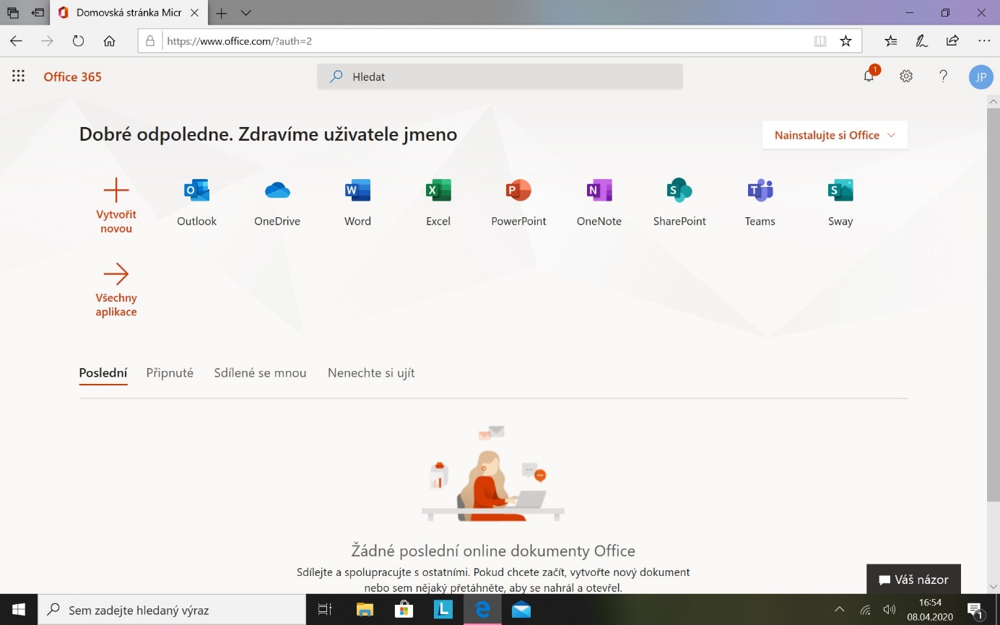 Domovská stránka Micr
https://www.office.com/?auth=2
Office 365
Hledat
1
JP
Dobré odpoledne. Zdravíme uživatele jmeno
Nainstalujte si Office
Vytvořit
novou
Outlook
OneDrive
Word
Excel
PowerPoint
OneNote
SharePoint
Teams
Sway
Všechny
aplikace
Poslední
Připnuté
Sdílené se mnou
Nenechte si ujít
Žádné poslední online dokumenty Office
Sdílejte a spolupracujte s ostatními. Pokud chcete začít, vytvořte nový dokument
nebo sem nějaký přetáhněte, aby se nahrál a otevřel.
Váš názor
Sem zadejte hledaný výraz
16:54
08.04.2020
1